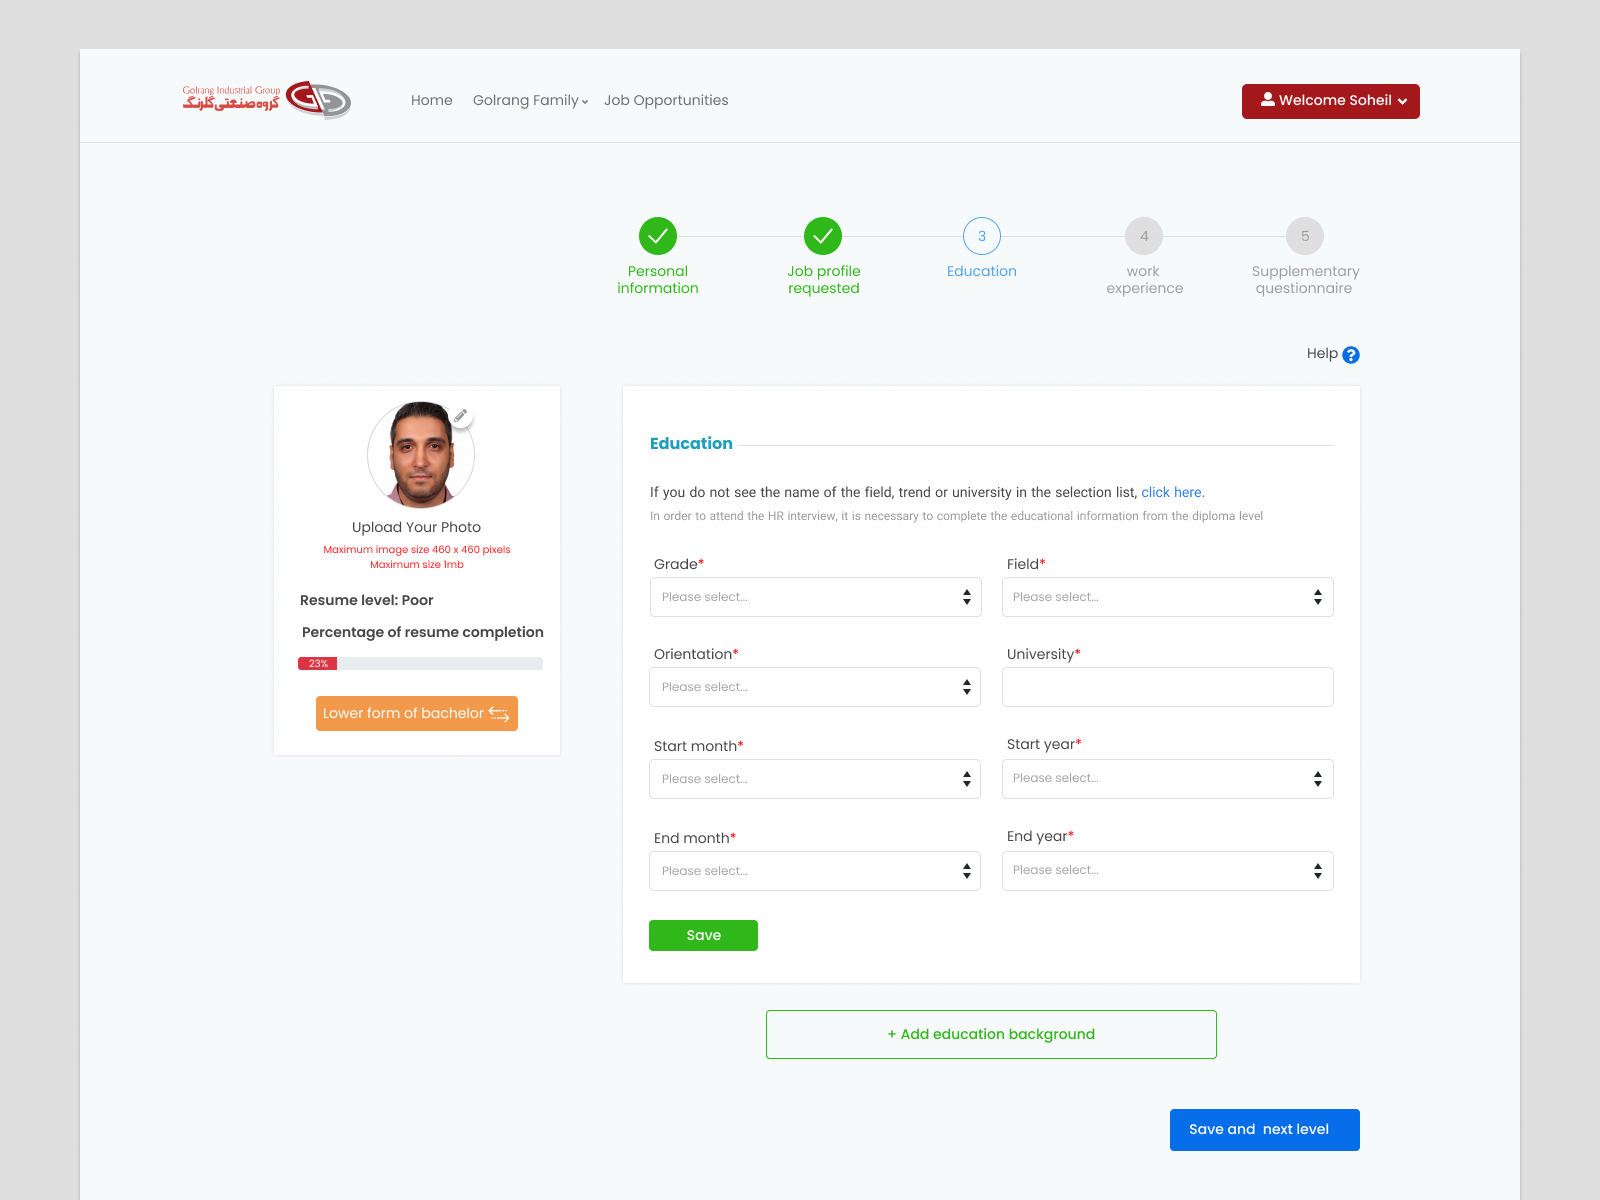 Golrang Industrial Group
گروه صنعتی گلرنگ
Home Golrang Family Job Opportunities
Welcome Soheil
3 4 5
Personal information
Job profile requested
Education
work experience
Supplementary questionnaire
Help ?
Upload Your Photo
Maximum image size 460 x 460 pixels
Maximum size 1mb
Resume level: Poor
Percentage of resume completion
23%
Lower form of bachelor
Education
If you do not see the name of the field, trend or university in the selection list, click here.
In order to attend the HR interview, it is necessary to complete the educational information from the diploma level
Grade* Field*
Please select... Please select...
Orientation* University*
Please select...
Start month* Start year*
Please select... Please select...
End month* End year*
Please select... Please select...
Save
+ Add education background
Save and next level